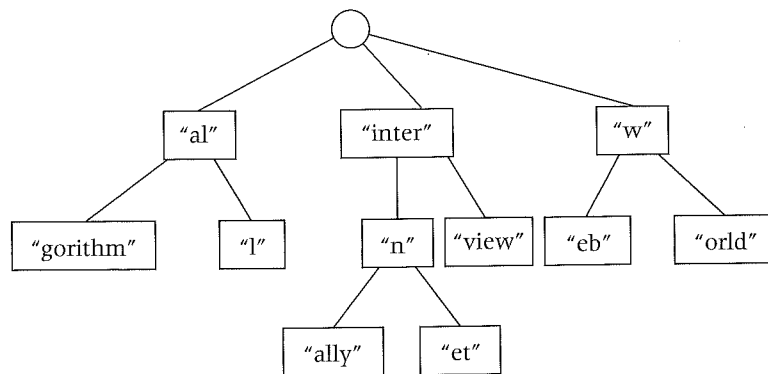 “al” “inter” “w”
“gorithm” “l” “n” “view” “eb” “orld”
“ally” “et”